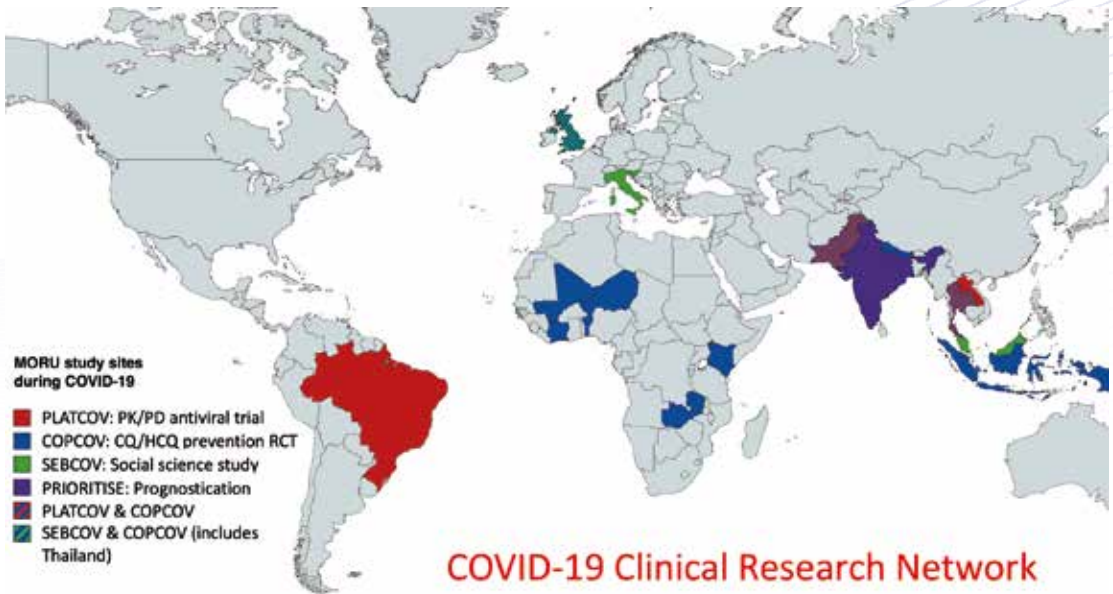 MORU study sites
during COVID-19
PLATCOV: PK/PD antiviral trial
COPCOV: CQ/HCQ prevention RCT
SEBCOV: Social science study
PRIORITISE: Prognostication
PLATCOV & COPCOV
SEBCOV & COPCOV (includes
Thailand)
COVID-19 Clinical Research Network